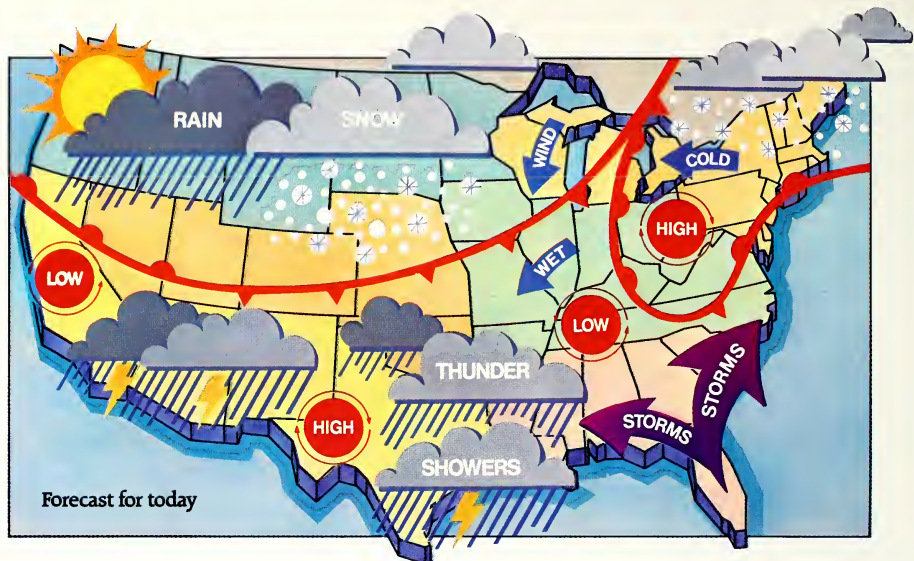 RAIN
SNOW
WIND
COLD
HIGH
LOW
WET
LOW
THUNDER
STORMS
HIGH
STORMS
SHOWERS
Forecast for today